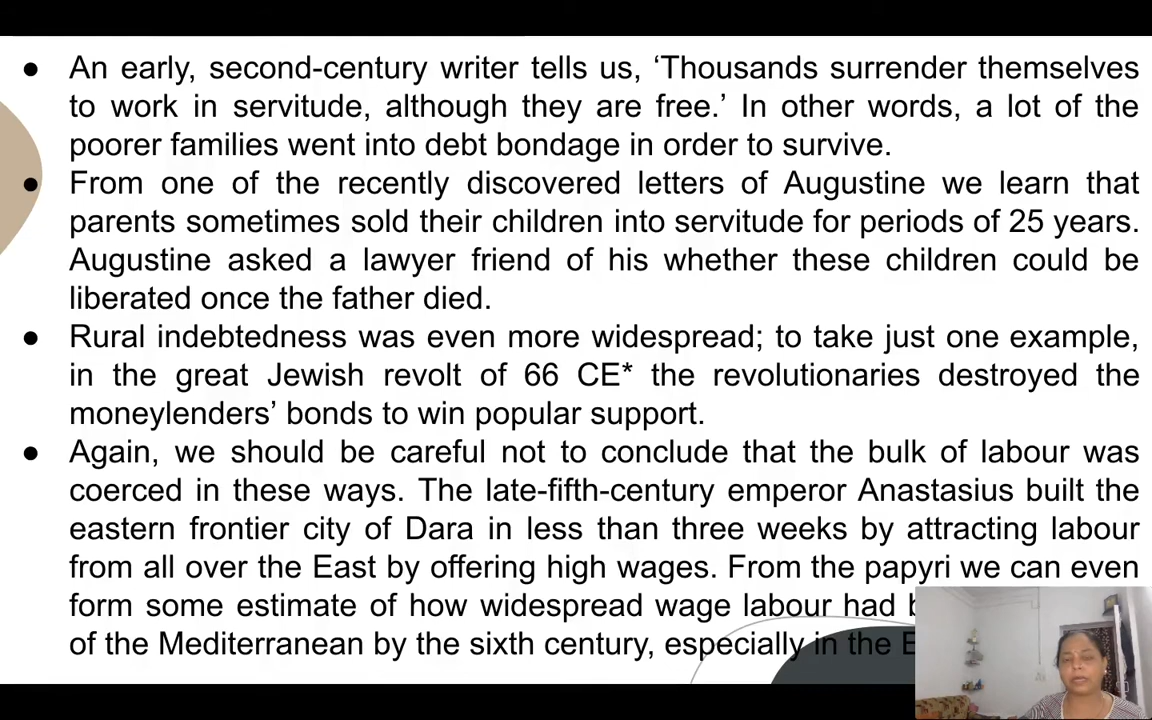 ● An early, second-century writer tells us, ‘Thousands surrender themselves
to work in servitude, although they are free.’ In other words, a lot of the
poorer families went into debt bondage in order to survive.
● From one of the recently discovered letters of Augustine we learn that
parents sometimes sold their children into servitude for periods of 25 years.
Augustine asked a lawyer friend of his whether these children could be
liberated once the father died.
● Rural indebtedness was even more widespread; to take just one example,
in the great Jewish revolt of 66 CE* the revolutionaries destroyed the
moneylenders’ bonds to win popular support.
● Again, we should be careful not to conclude that the bulk of labour was
coerced in these ways. The late-fifth-century emperor Anastasius built the
eastern frontier city of Dara in less than three weeks by attracting labour
from all over the East by offering high wages. From the papyri we can even
form some estimate of how widespread wage labour had
of the Mediterranean by the sixth century, especially in the